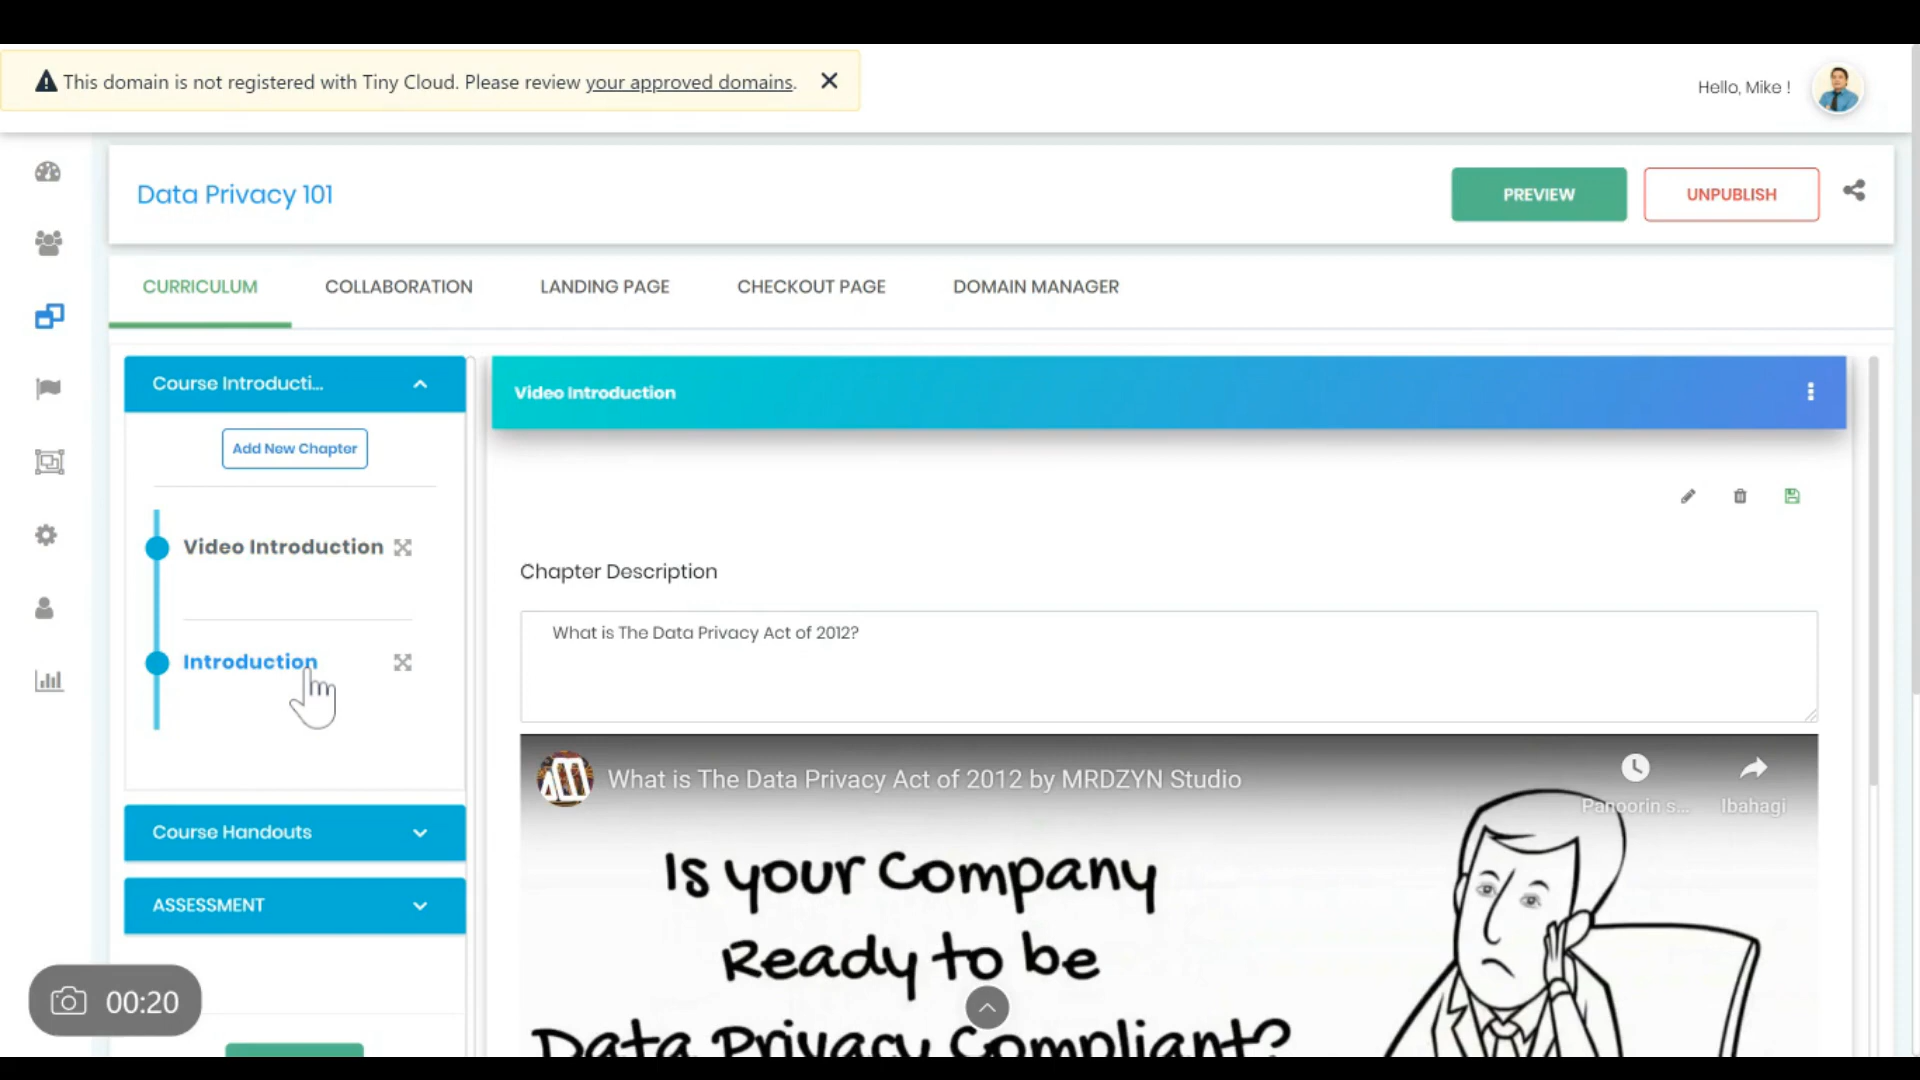 This domain is not registered with Tiny Cloud. Please review your approved domains.
Hello, Mike !
Data Privacy 101
PREVIEW
UNPUBLISH
CURRICULUM
COLLABORATION
LANDING PAGE
CHECKOUT PAGE
DOMAIN MANAGER
Course Introducti...
Add New Chapter
Video Introduction
Introduction
Course Handouts
ASSESSMENT
00:20
Video Introduction
Chapter Description
What is The Data Privacy Act of 2012?
What is The Data Privacy Act of 2012 by MRDZYN Studio
Panoorin s...
Ibahagi
Is your Company
Ready to be
Data Privacy Compliant?